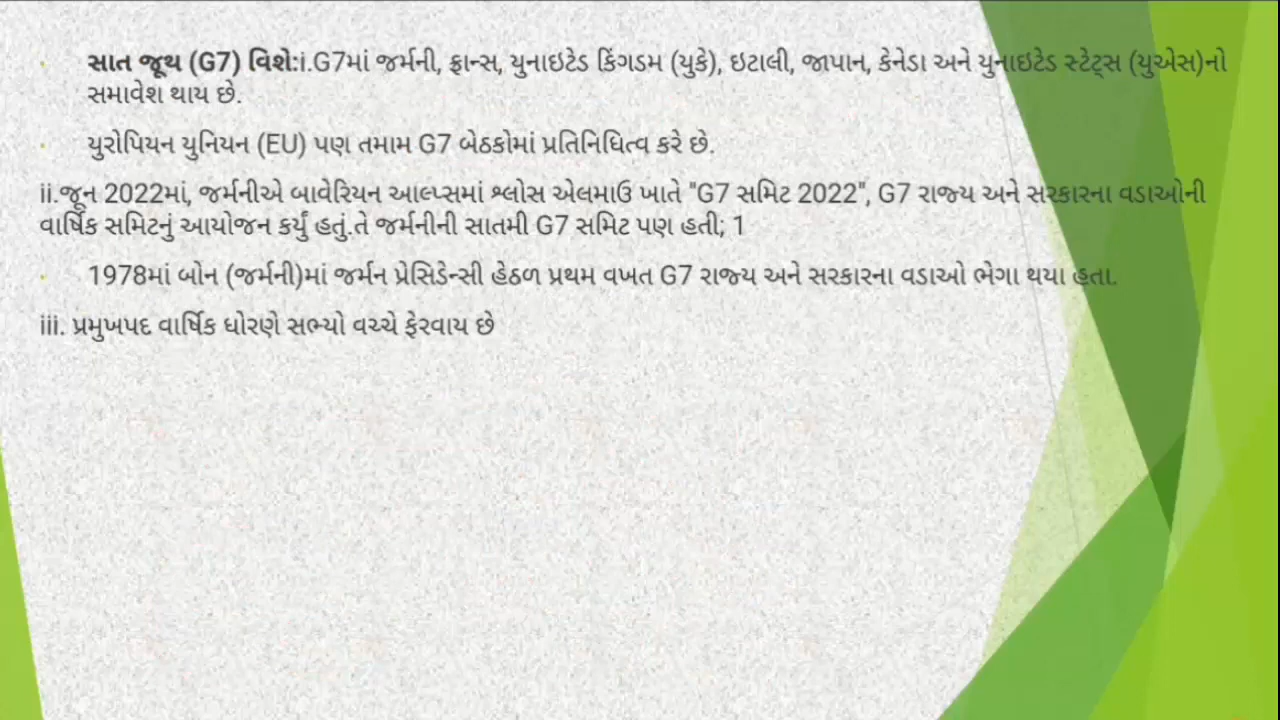 સાત જૂથ (G7) વિશે:i.G7માં જર્મની, ફ્રાન્સ, યુનાઇટેડ કિંગડમ (યુકે), ઇટાલી, જાપાન, કેનેડા અને યુનાઇટેડ સ્ટેટ્સ (યુએસ)નો
સમાવેશ થાય છે.
યુરોપિયન યુનિયન (EU) પણ તમામ G7 બેઠકોમાં પ્રતિનિધિત્વ કરે છે.
ii.જૂન 2022માં, જર્મનીએ બાવેરિયન આલ્પ્સમાં શ્લોસ એલમાઉ ખાતે "G7 સમિટ 2022", G7 રાજ્ય અને સરકારના વડાઓની
વાર્ષિક સમિટનું આયોજન કર્યું હતું.તે જર્મનીની સાતમી G7 સમિટ પણ હતી; 1
1978માં બોન (જર્મની)માં જર્મન પ્રેસિડેન્સી હેઠળ પ્રથમ વખત G7 રાજ્ય અને સરકારના વડાઓ ભેગા થયા હતા.
iii. પ્રમુખપદ વાર્ષિક ધોરણે સભ્યો વચ્ચે ફેરવાય છે